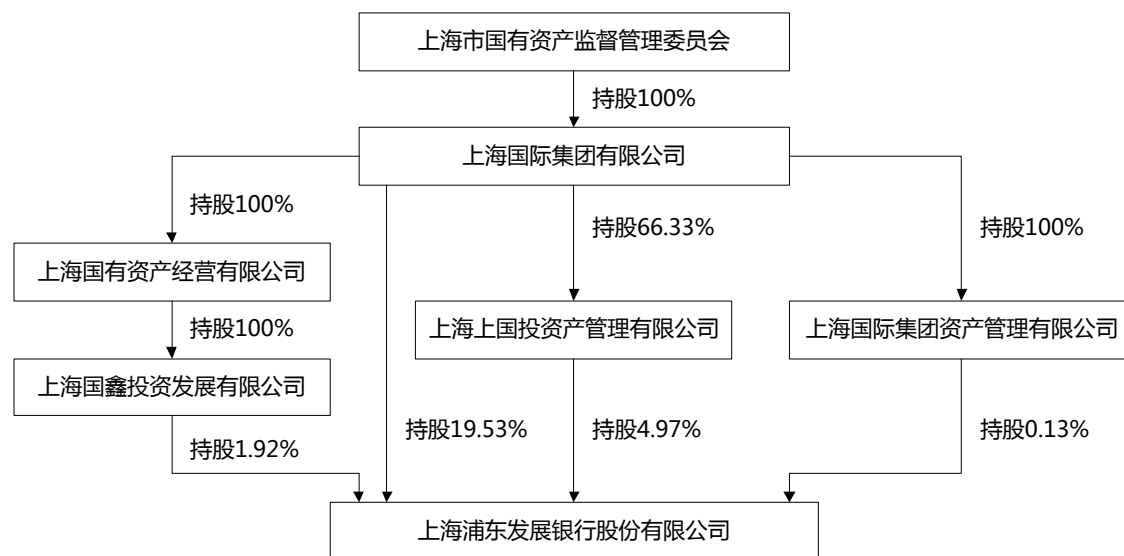 上海市国有资产监督管理委员会
持股100%
上海国际集团有限公司
持股100%
持股66.33%
持股100%
上海国有资产经营有限公司
持股100%
上海上国投资产管理有限公司
上海国际集团资产管理有限公司
上海国鑫投资发展有限公司
持股1.92%
持股19.53%
持股4.97%
持股0.13%
上海浦东发展银行股份有限公司